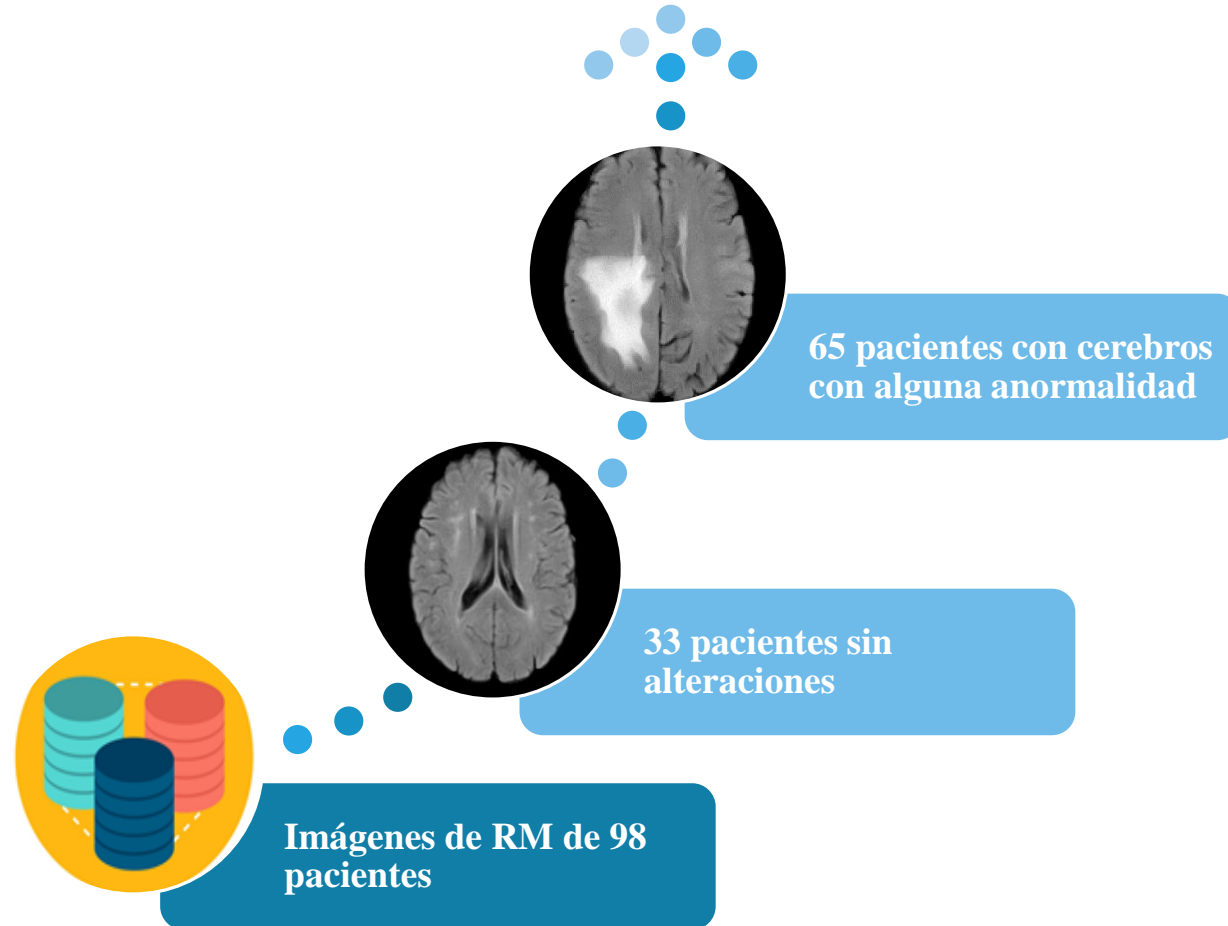 65 pacientes con cerebros
con alguna anormalidad
33 pacientes sin
alteraciones
Imágenes de RM de 98
pacientes